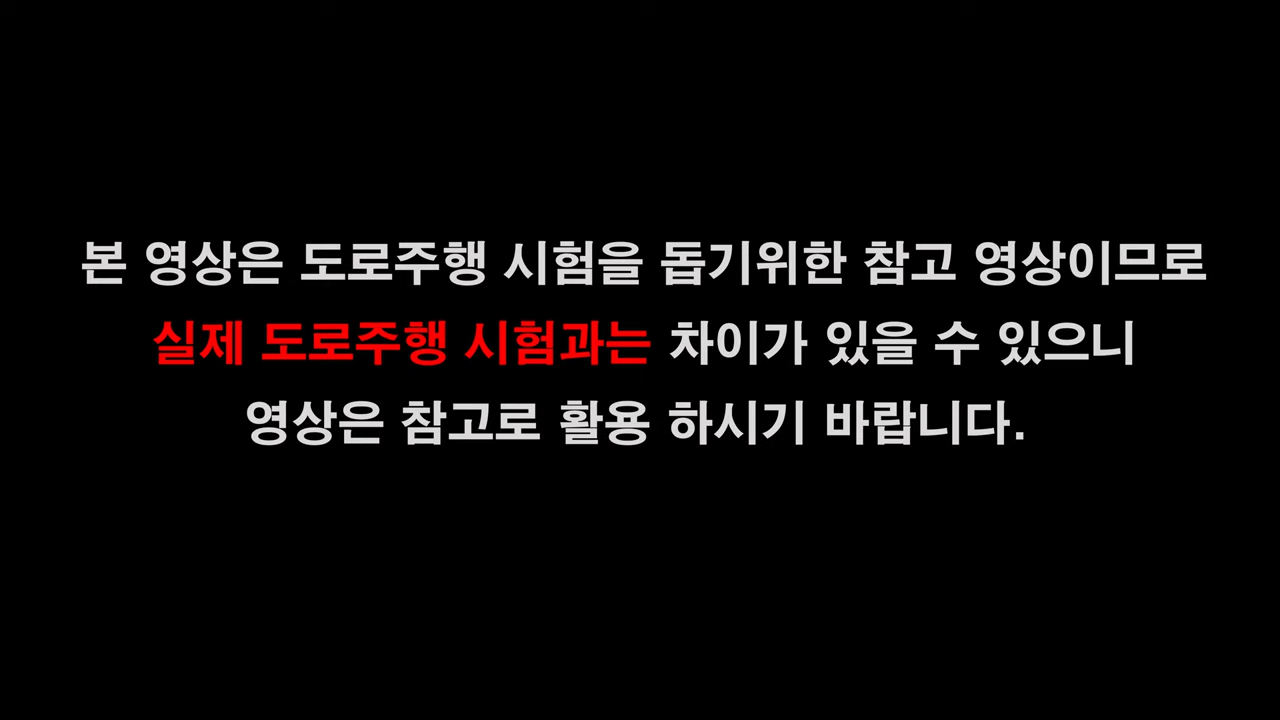 본 영상은 도로주행 시험을 돕기위한 참고 영상이므로
실제 도로주행 시험과는 차이가 있을 수 있으니
영상은 참고로 활용 하시기 바랍니다.